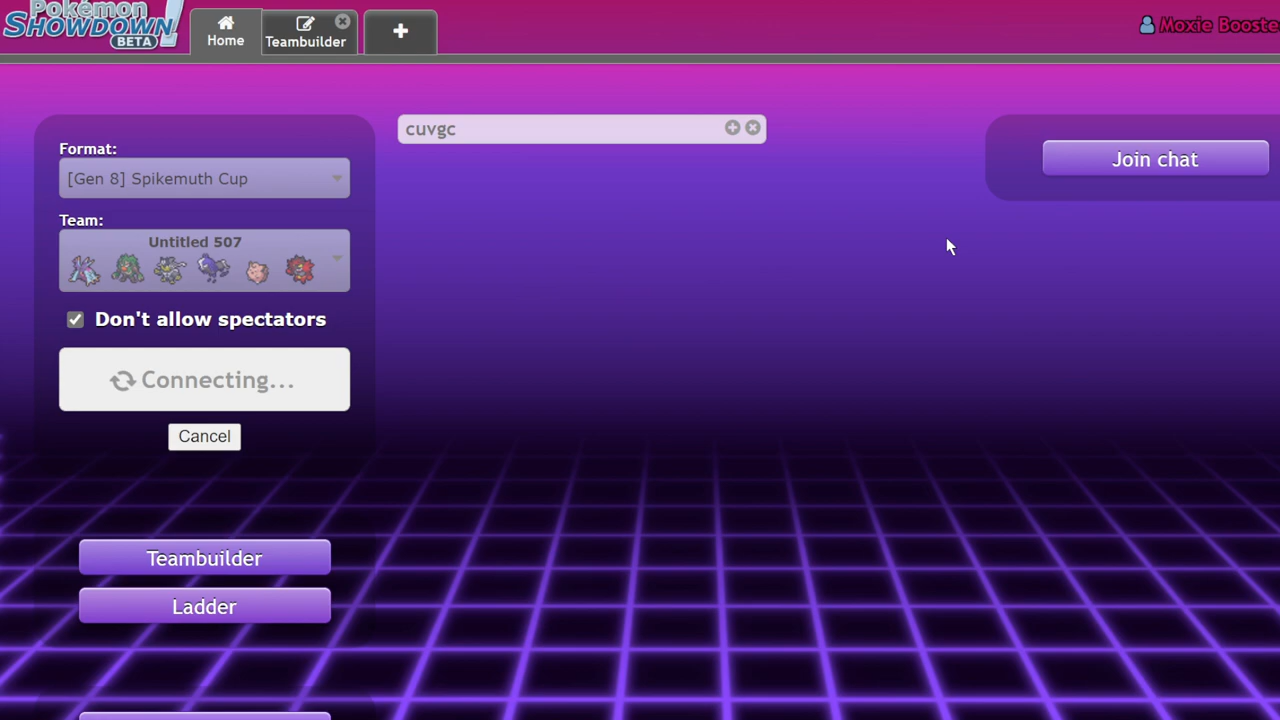 Pokémon
SHOWDOWN!
BETA
Home
Teambuilder
Moxie Booste
Format:
[Gen 8] Spikemuth Cup
Team:
Untitled 507
Don't allow spectators
Connecting...
Cancel
Teambuilder
Ladder
cuvgc
Join chat